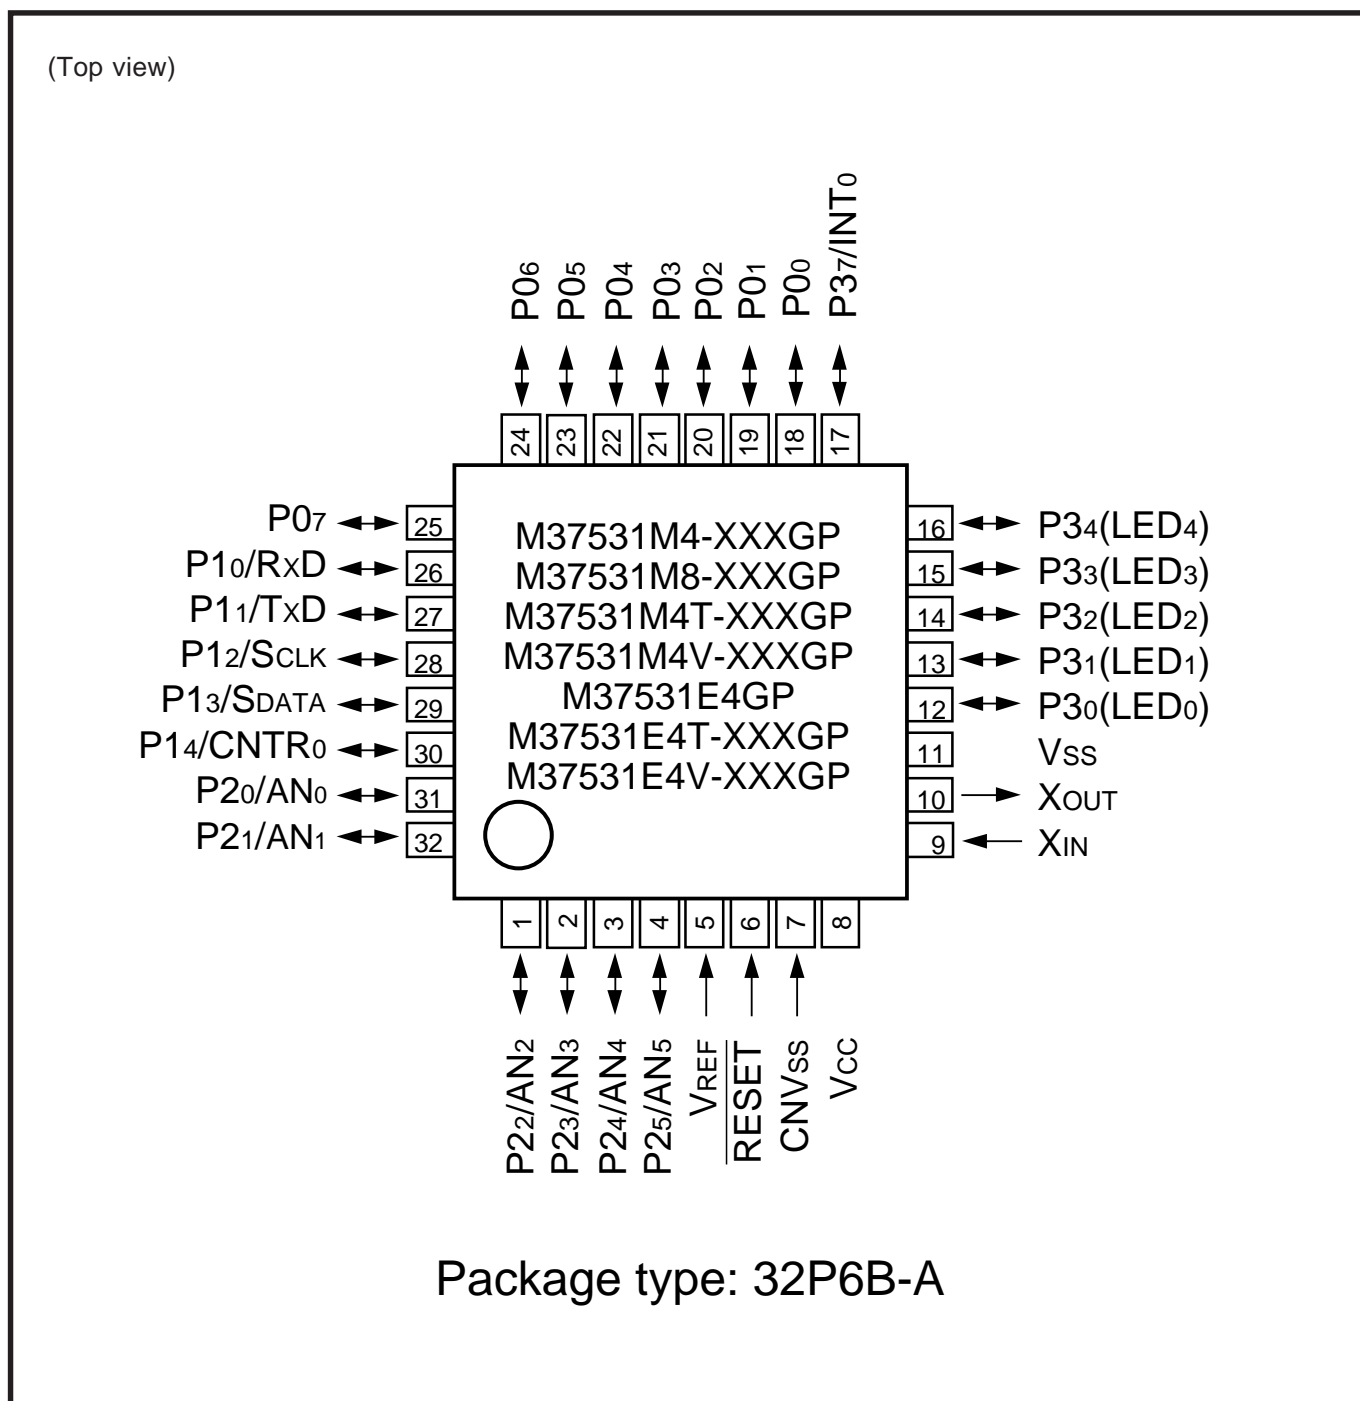 (Top view)
P06
P05
P04
P03
P02
P01
P00
P37/INT0
24
23
22
21
20
19
18
17
P07
25
P10/RXD
26
P11/TXD
27
P12/SCLK
28
P13/SDATA
29
P14/CNTR0
30
P20/AN0
31
P21/AN1
32
M37531M4-XXXGP
M37531M8-XXXGP
M37531M4T-XXXGP
M37531M4V-XXXGP
M37531E4GP
M37531E4T-XXXGP
M37531E4V-XXXGP
16
P34(LED4)
15
P33(LED3)
14
P32(LED2)
13
P31(LED1)
12
P30(LED0)
11
VSS
10
XOUT
9
XIN
1
2
3
4
5
6
7
8
P22/AN2
P23/AN3
P24/AN4
P25/AN5
VREF
RESET
CNVSS
VCC
Package type: 32P6B-A